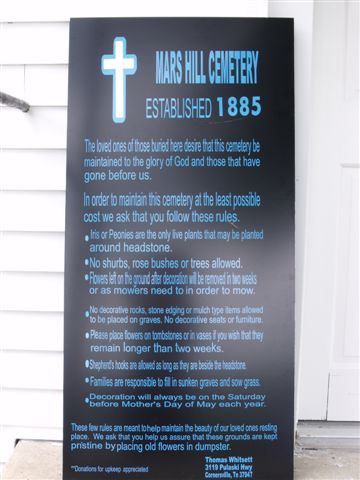 MARS HILL CEMETERY
ESTABLISHED 1885
The loved ones of those buried here desire that this cemetery be
maintained to the glory of God and those that have
gone before us.
In order to maintain this cemetery at the least possible
cost we ask that you follow these rules.
• Iris or Peonies are the only live plants that may be planted
around headstone.
• No shurbs, rose bushes or trees allowed.
• Flowers left on the ground after decoration will be removed in two weeks
or as mowers need to in order to mow.
• No decorative rocks, stone edging or mulch type items allowed
to be placed on graves. No decorative seats or furniture.
• Please place flowers on tombstones or in vases if you wish that they
remain longer than two weeks.
• Shepherd's hooks are allowed as long as they are beside the headstone.
• Families are responsible to fill in sunken graves and sow grass.
• Decoration will always be on the Saturday
before Mother's Day of May each year.
These few rules are meant to help maintain the beauty of our loved ones resting
place. We ask that you help us assure that these grounds are kept
pristine by placing old flowers in dumpster.
Thomas Whitsett
3119 Pulaski Hwy
Cornersville, Tn 37047
**Donations for upkeep appreciated